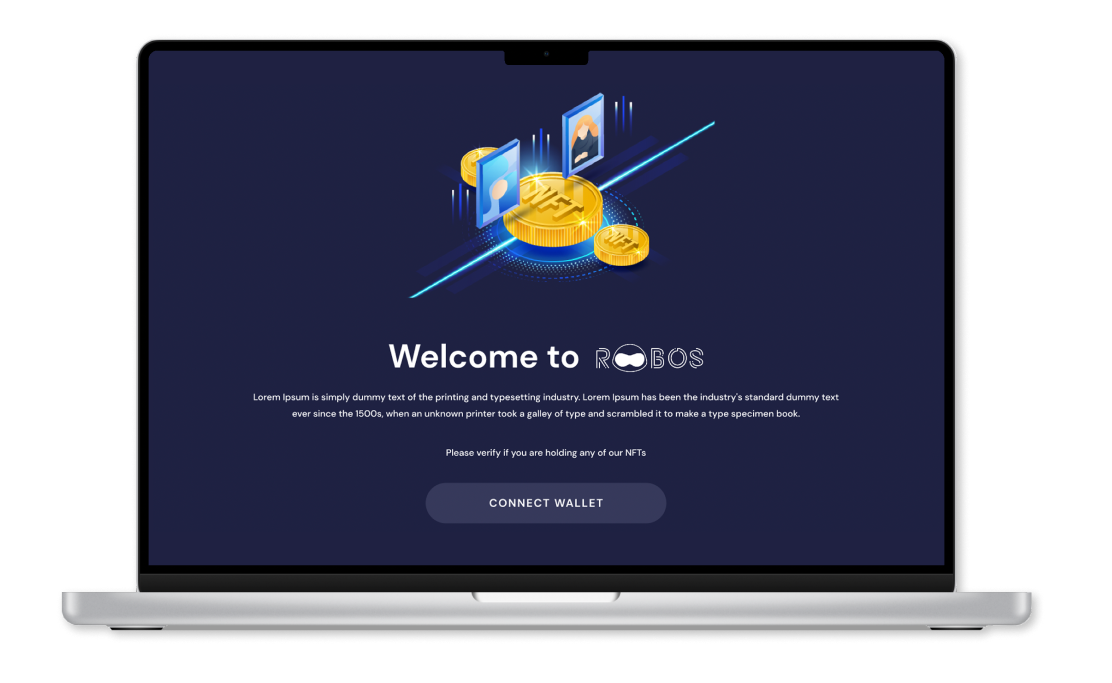 NFT
NFT
Welcome to ROBOS
Lorem Ipsum is simply dummy text of the printing and typesetting industry. Lorem Ipsum has been the industry's standard dummy text
ever since the 1500s, when an unknown printer took a galley of type and scrambled it to make a type specimen book.
Please verify if you are holding any of our NFTs
CONNECT WALLET